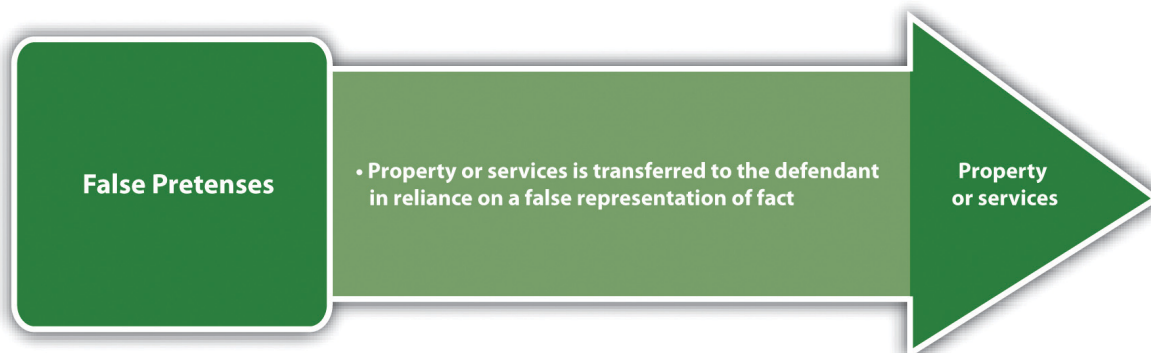 False Pretenses
• Property or services is transferred to the defendant
in reliance on a false representation of fact
Property
or services